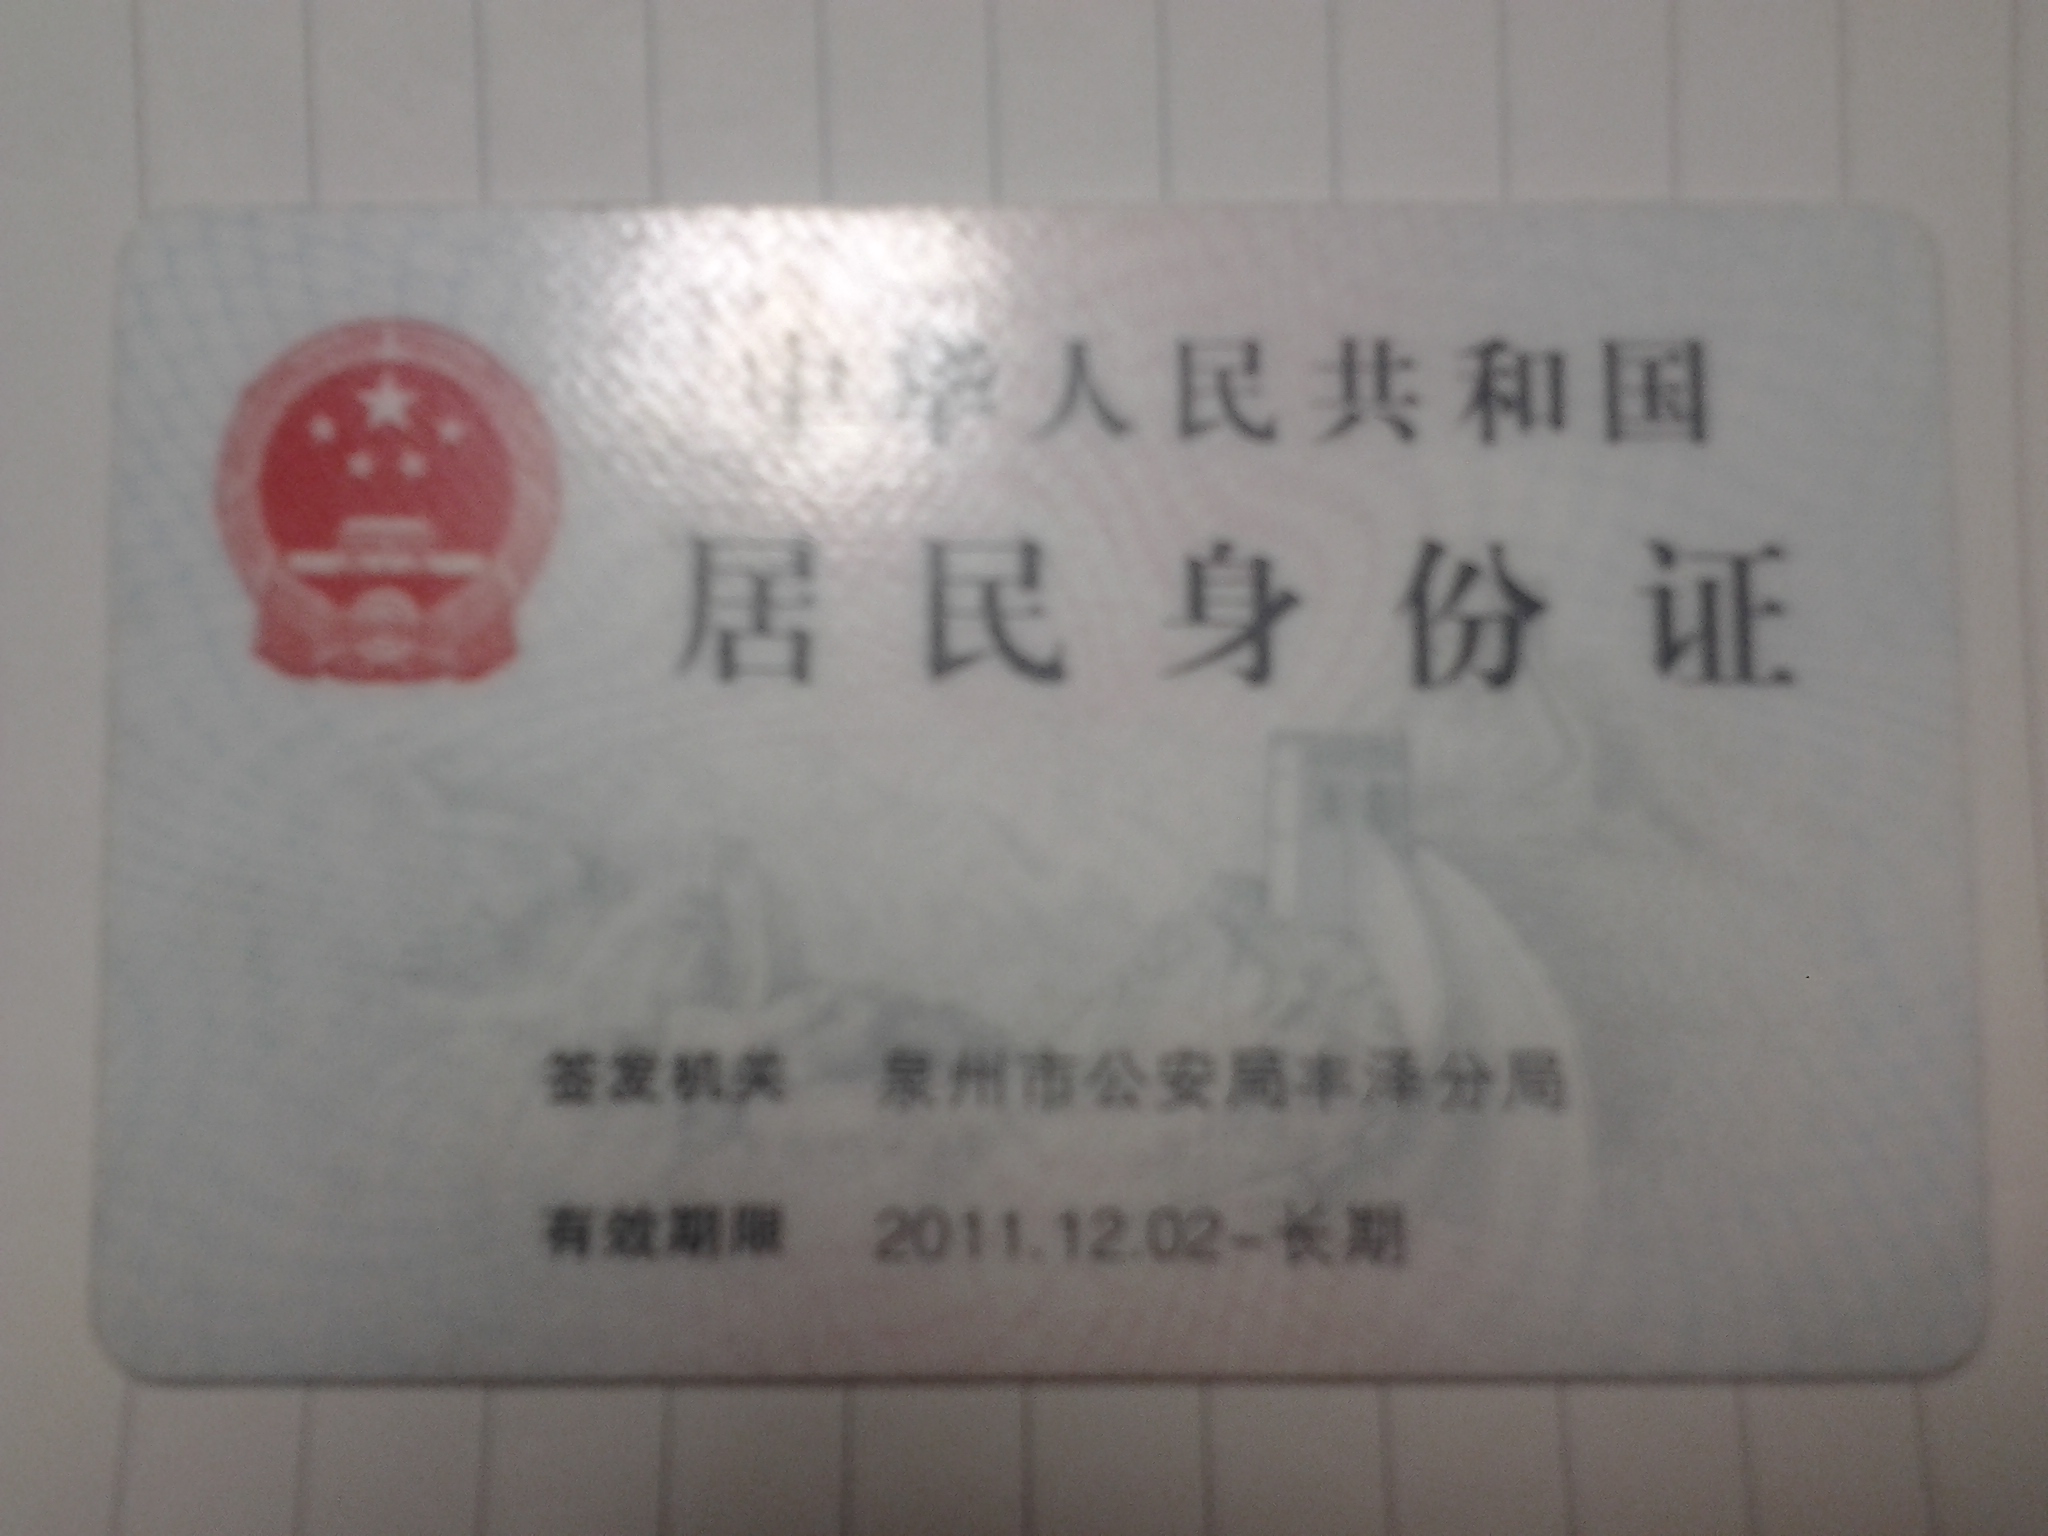 中华人民共和国
居民身份证
签发机关 泉州市公安局丰泽分局
有效期限 2011.12.02-长期